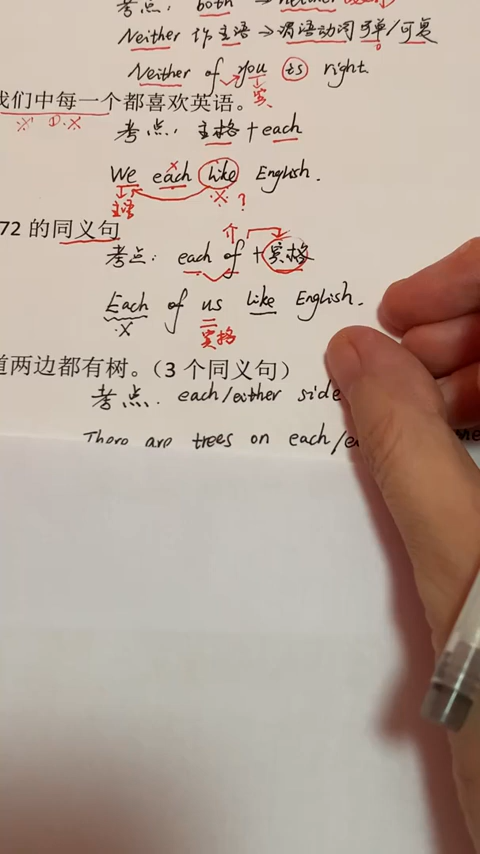 考点: both → neither
Neither 作主语 → 谓语动词可单/可复
Neither of you is right.
宾
我们中每一个都喜欢英语。
考点: 主格 + each
We each like English.
主语 ?
72 的同义句
介
考点: each of + 宾格
Each of us like English.
宾格
道两边都有树。(3 个同义句)
考点. each/either side
There are trees on each/